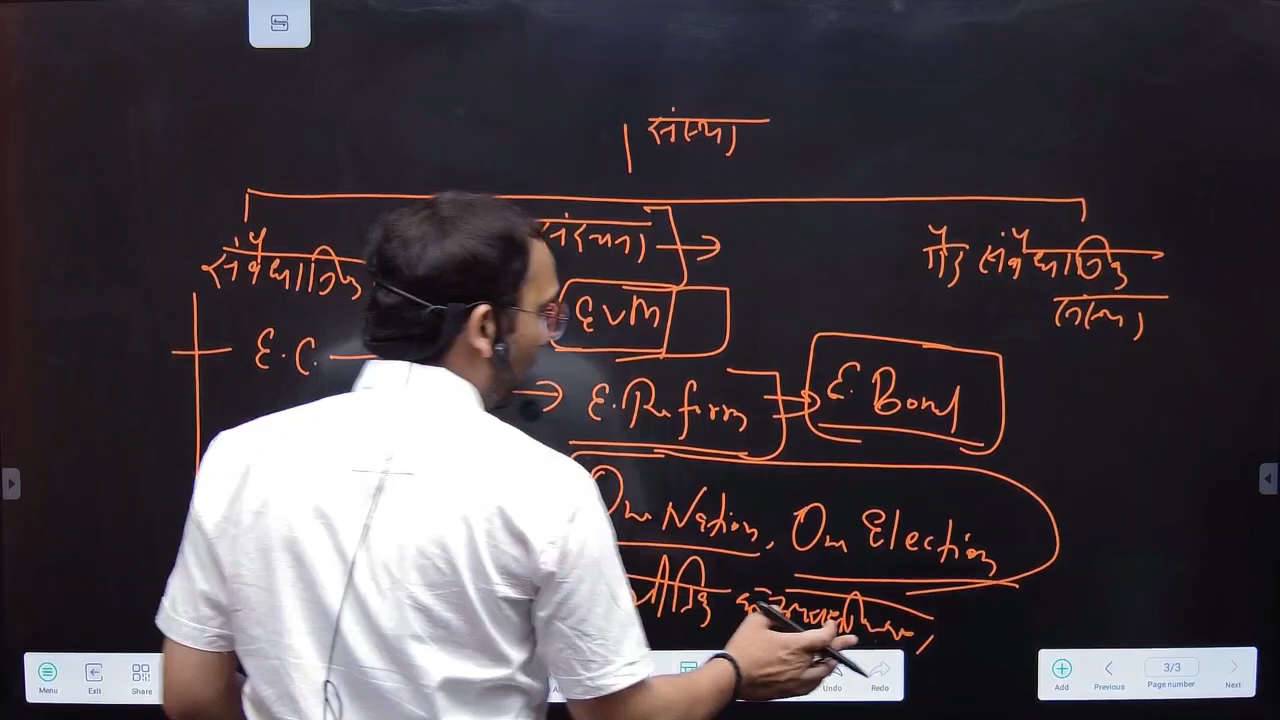 संस्था
संवैधानिक संरचना
गैर संवैधानिक
संस्था
EVM
E.C.
E. Reform E. Bond
One Nation, One Election
Menu Exit Share Undo Redo Add Previous 3/3 Page number Next